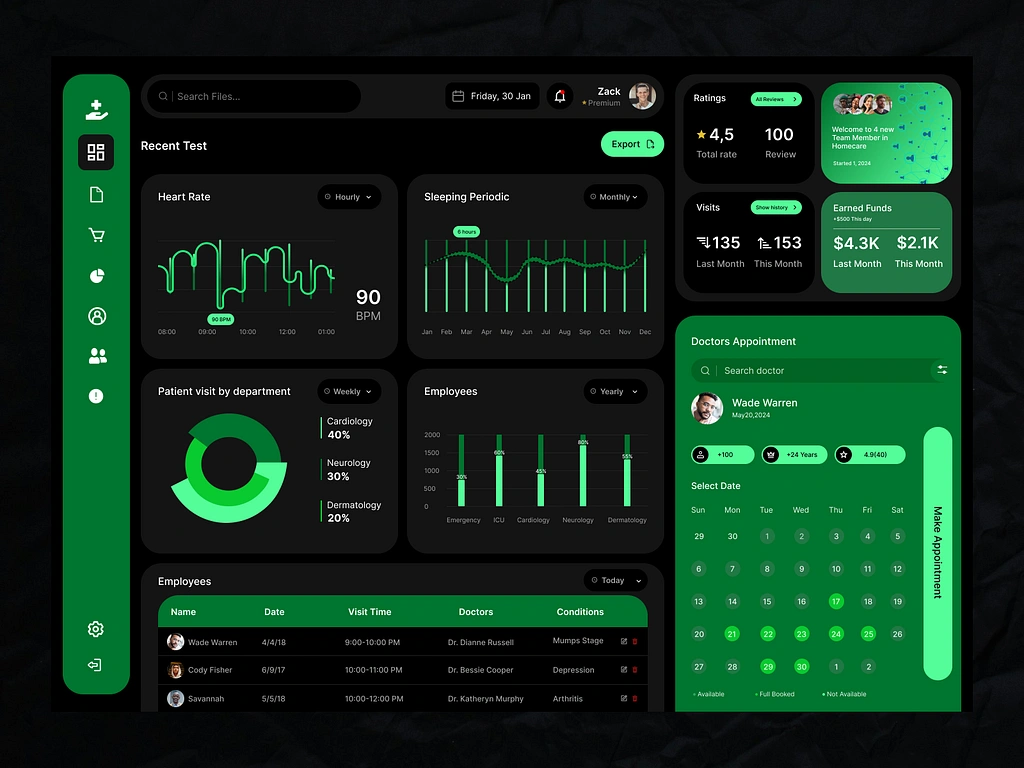 Search Files...
Friday, 30 Jan
Zack
Premium
Recent Test
Export
Heart Rate
Hourly
90 BPM
90
BPM
08:00 09:00 10:00 12:00 01:00
Sleeping Periodic
Monthly
6 hours
Jan Feb Mar Apr May Jun Jul Aug Sep Oct Nov Dec
Patient visit by department
Weekly
Cardiology
40%
Neurology
30%
Dermatology
20%
Employees
Yearly
2000
1500
1000
500
0
30% 60% 45% 80% 55%
Emergency ICU Cardiology Neurology Dermatology
Employees
Today
Name Date Visit Time Doctors Conditions
Wade Warren 4/4/18 9:00-10:00 PM Dr. Dianne Russell Mumps Stage
Cody Fisher 6/9/17 10:00-11:00 PM Dr. Bessie Cooper Depression
Savannah 5/5/18 10:00-12:00 PM Dr. Katheryn Murphy Arthritis
Ratings
All Reviews
4,5 100
Total rate Review
Welcome to 4 new
Team Member in
Homecare
Started 1, 2024
Visits
Show history
135 153
Last Month This Month
Earned Funds
+$500 This day
$4.3K $2.1K
Last Month This Month
Doctors Appointment
Search doctor
Wade Warren
May20,2024
+100 +24 Years 4.9(40)
Select Date
Sun Mon Tue Wed Thu Fri Sat
29 30 1 2 3 4 5
6 7 8 9 10 11 12
13 14 15 16 17 18 19
20 21 22 23 24 25 26
27 28 29 30 1 2
Available Full Booked Not Available
Make Appointment